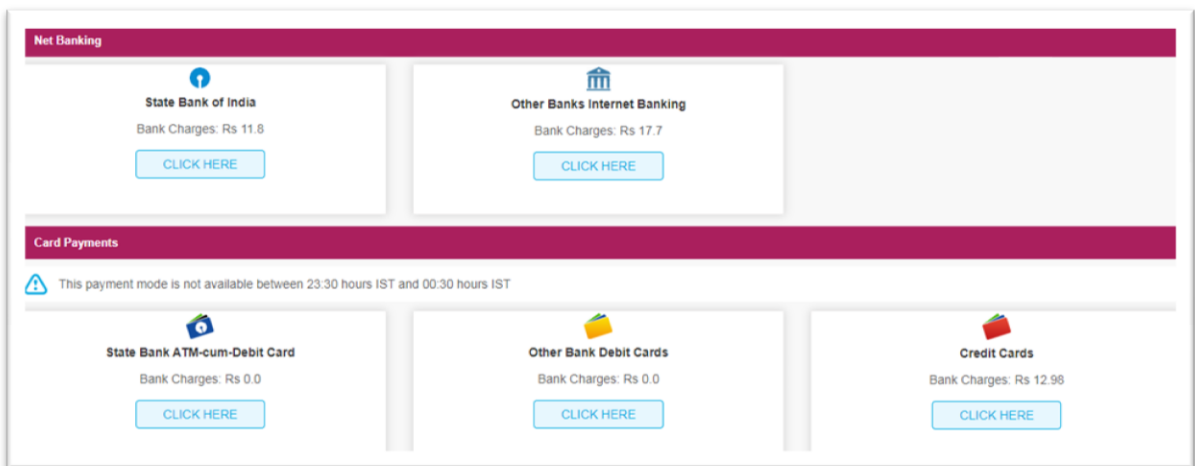 Net Banking
State Bank of India
Bank Charges: Rs 11.8
CLICK HERE
Other Banks Internet Banking
Bank Charges: Rs 17.7
CLICK HERE
Card Payments
This payment mode is not available between 23:30 hours IST and 00:30 hours IST
State Bank ATM-cum-Debit Card
Bank Charges: Rs 0.0
CLICK HERE
Other Bank Debit Cards
Bank Charges: Rs 0.0
CLICK HERE
Credit Cards
Bank Charges: Rs 12.98
CLICK HERE